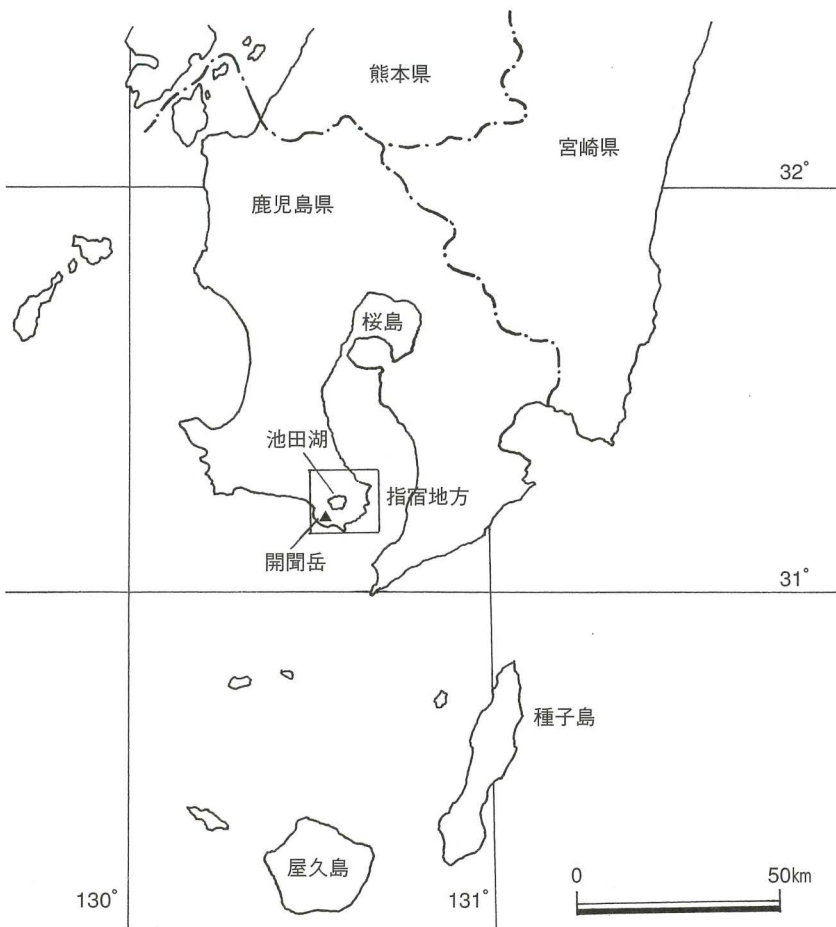 熊本県
宮崎県
32°
鹿児島県
桜島
池田湖
指宿地方
開聞岳
31°
種子島
屋久島
0 50km
130°
131°